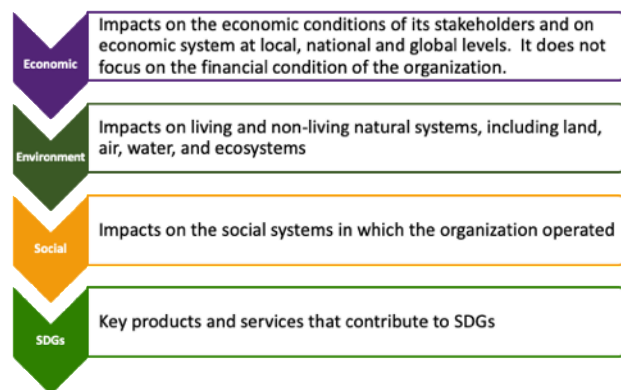 Economic
Impacts on the economic conditions of its stakeholders and on
economic system at local, national and global levels.  It does not
focus on the financial condition of the organization.
Environment
Impacts on living and non-living natural systems, including land,
air, water, and ecosystems
Social
Impacts on the social systems in which the organization operated
SDGs
Key products and services that contribute to SDGs